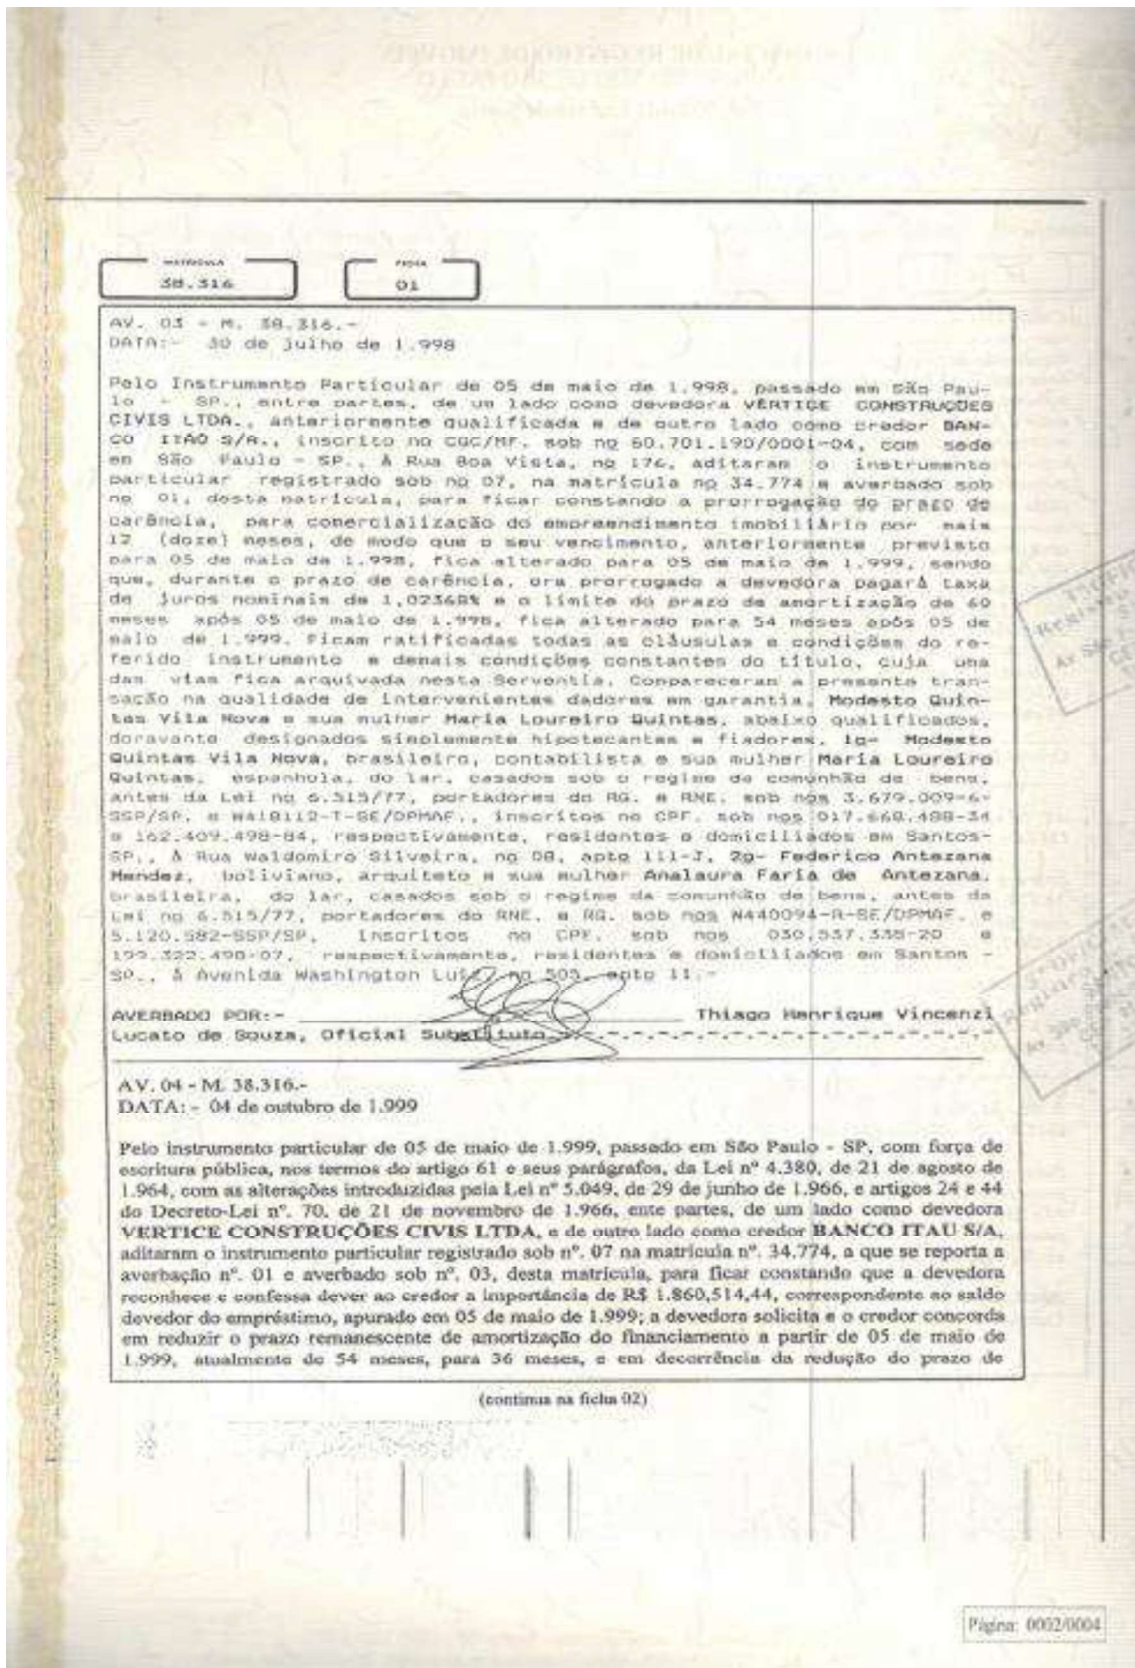 MATRÍCULA
38.316
FICHA
01
AV. 03 - M. 38.316.-
DATA:- 30 de julho de 1.998
Pelo Instrumento Particular de 05 de maio de 1.998, passado em São Pau-
lo - SP., entre partes, de um lado como devedora VÉRTICE CONSTRUÇÕES
CIVIS LTDA., anteriormente qualificada e de outro lado como credor BAN-
CO ITAÚ S/A., inscrito no CGC/MF. sob nº 60.701.190/0001-04, com sede
em São Paulo - SP., à Rua Boa Vista, nº 176, aditaram o instrumento
particular registrado sob nº 07, na matrícula nº 34.774 e averbado sob
nº 01, desta matrícula, para ficar constando a prorrogação do prazo de
carência, para comercialização do empreendimento imobiliário por mais
12 (doze) meses, de modo que o seu vencimento, anteriormente previsto
para 05 de maio de 1.998, fica alterado para 05 de maio de 1.999, sendo
que, durante o prazo de carência, ora prorrogado a devedora pagará taxa
de juros nominais de 1,02368% e o limite do prazo de amortização de 60
meses após 05 de maio de 1.998, fica alterado para 54 meses após 05 de
maio de 1.999. Ficam ratificadas todas as cláusulas e condições do re-
ferido instrumento e demais condições constantes do título, cuja uma
das vias fica arquivada nesta Serventia. Compareceram a presente tran-
sação na qualidade de intervenientes dadores em garantia, Modesto Quin-
tas Vila Nova e sua mulher Maria Loureiro Quintas, abaixo qualificados,
doravante designados simplemente hipotecantes e fiadores. 1º- Modesto
Quintas Vila Nova, brasileiro, contabilista e sua mulher Maria Loureiro
Quintas, espanhola, do lar, casados sob o regime da comunhão de bens,
antes da Lei nº 6.515/77, portadores do RG. e RNE. sob nºs 3.679.009-6-
SSP/SP. e W418112-T-SE/DPMAF., inscritos no CPF. sob nºs 017.668.488-34
e 162.409.498-84, respectivamente, residentes e domiciliados em Santos-
SP., à Rua Waldomiro Silveira, nº 08, apto 111-J. 2º- Federico Antezana
Mendez, boliviano, arquiteto e sua mulher Analaura Faria de Antezana,
brasileira, do lar, casados sob o regime da comunhão de bens, antes da
Lei nº 6.515/77, portadores do RNE. e RG. sob nºs W440094-R-SE/DPMAF. e
5.120.582-SSP/SP, inscritos no CPF. sob nºs 030.537.338-20 e
199.322.498-07, respectivamente, residentes e domiciliados em Santos -
SP., à Avenida Washington Luiz, nº 505, apto 11.-
AVERBADO POR:- Thiago Henrique Vincenzi
Lucato de Souza, Oficial Substituto.-.-.-.-.-.-.-.-.-.-.-.-.-.-.-.-.-
AV. 04 - M. 38.316.-
DATA: - 04 de outubro de 1.999
Pelo instrumento particular de 05 de maio de 1.999, passado em São Paulo - SP, com força de
escritura pública, nos termos do artigo 61 e seus parágrafos, da Lei nº 4.380, de 21 de agosto de
1.964, com as alterações introduzidas pela Lei nº 5.049, de 29 de junho de 1.966, e artigos 24 e 44
do Decreto-Lei nº. 70, de 21 de novembro de 1.966, ente partes, de um lado como devedora
VERTICE CONSTRUÇÕES CIVIS LTDA, e de outro lado como credor BANCO ITAU S/A,
aditaram o instrumento particular registrado sob nº. 07 na matrícula nº. 34.774, a que se reporta a
averbação nº. 01 e averbado sob nº. 03, desta matrícula, para ficar constando que a devedora
reconhece e confessa dever ao credor a importância de R$ 1.860,514,44, correspondente ao saldo
devedor do empréstimo, apurado em 05 de maio de 1.999; a devedora solicita e o credor concorda
em reduzir o prazo remanescente de amortização do financiamento a partir de 05 de maio de
1.999, atualmente de 54 meses, para 36 meses, e em decorrência da redução do prazo de
(continua na ficha 02)
Página: 0002/0004